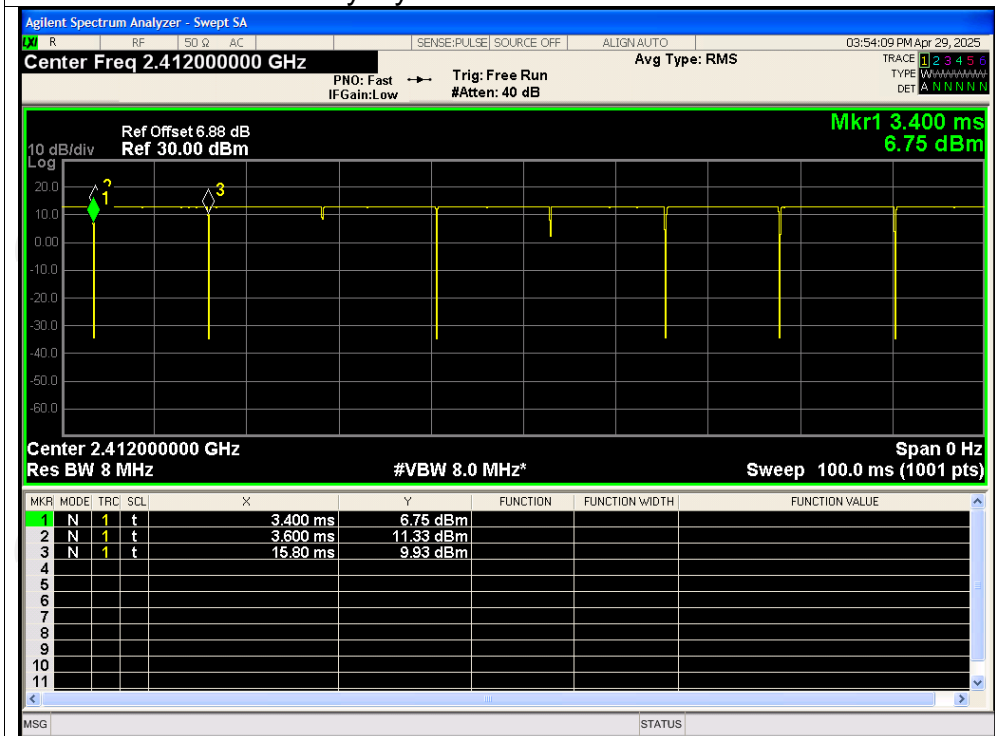 Agilent Spectrum Analyzer - Swept SA
LXI R RF 50 Ω AC SENSE:PULSE SOURCE OFF ALIGN AUTO 03:54:09 PM Apr 29, 2025
Center Freq 2.412000000 GHz
PNO: Fast
IFGain:Low
Trig: Free Run
#Atten: 40 dB
Avg Type: RMS
TRACE 1 2 3 4 5 6
TYPE W
DET A N N N N N
Mkr1 3.400 ms
6.75 dBm
Ref Offset 6.88 dB
10 dB/div Ref 30.00 dBm
Log
20.0
10.0
0.00
-10.0
-20.0
-30.0
-40.0
-50.0
-60.0
2
1
3
Center 2.412000000 GHz Span 0 Hz
Res BW 8 MHz #VBW 8.0 MHz* Sweep 100.0 ms (1001 pts)
MKR MODE TRC SCL X Y FUNCTION FUNCTION WIDTH FUNCTION VALUE
1 N 1 t 3.400 ms 6.75 dBm
2 N 1 t 3.600 ms 11.33 dBm
3 N 1 t 15.80 ms 9.93 dBm
4
5
6
7
8
9
10
11
MSG STATUS